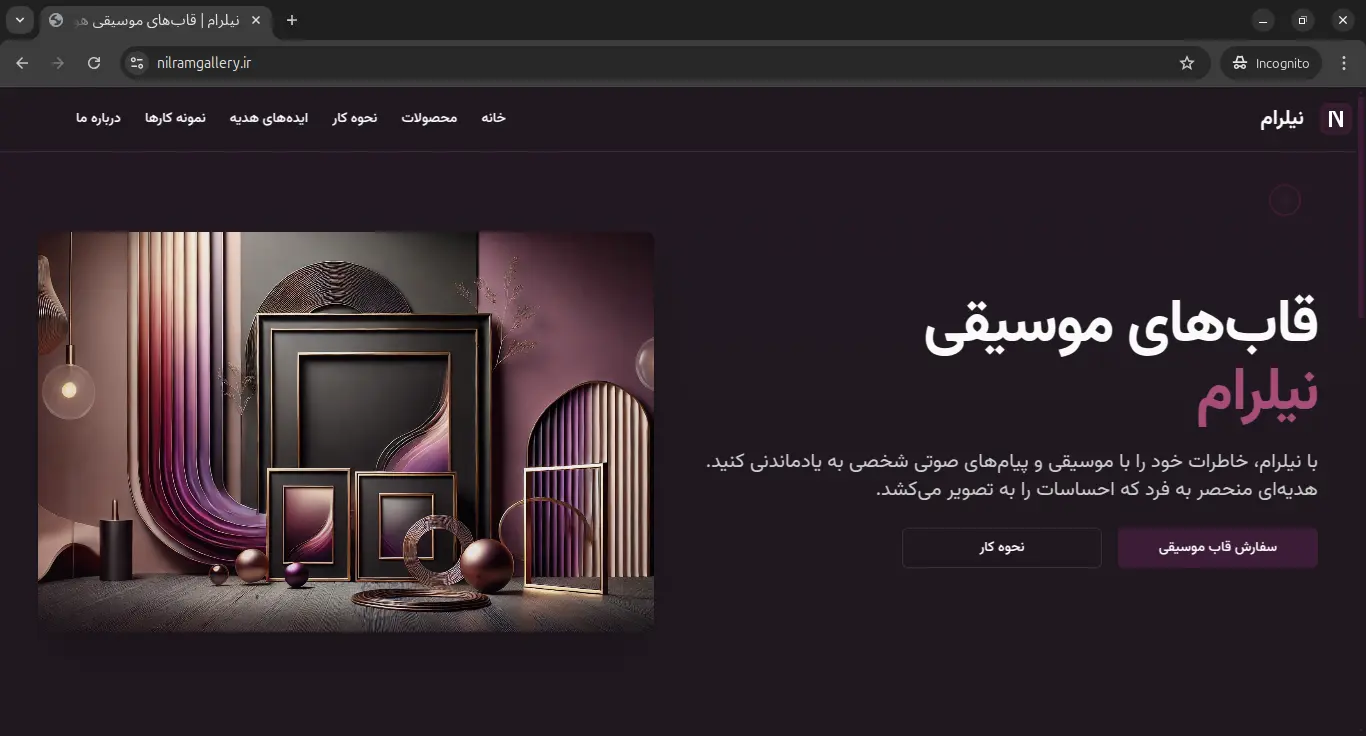 نیلرام | قاب‌های موسیقی هو
nilramgallery.ir
Incognito
N نیلرام
خانه محصولات نحوه کار ایده‌های هدیه نمونه کارها درباره ما
قاب‌های موسیقی
نیلرام
با نیلرام، خاطرات خود را با موسیقی و پیام‌های صوتی شخصی به یادماندنی کنید.
هدیه‌ای منحصر به فرد که احساسات را به تصویر می‌کشد.
سفارش قاب موسیقی
نحوه کار